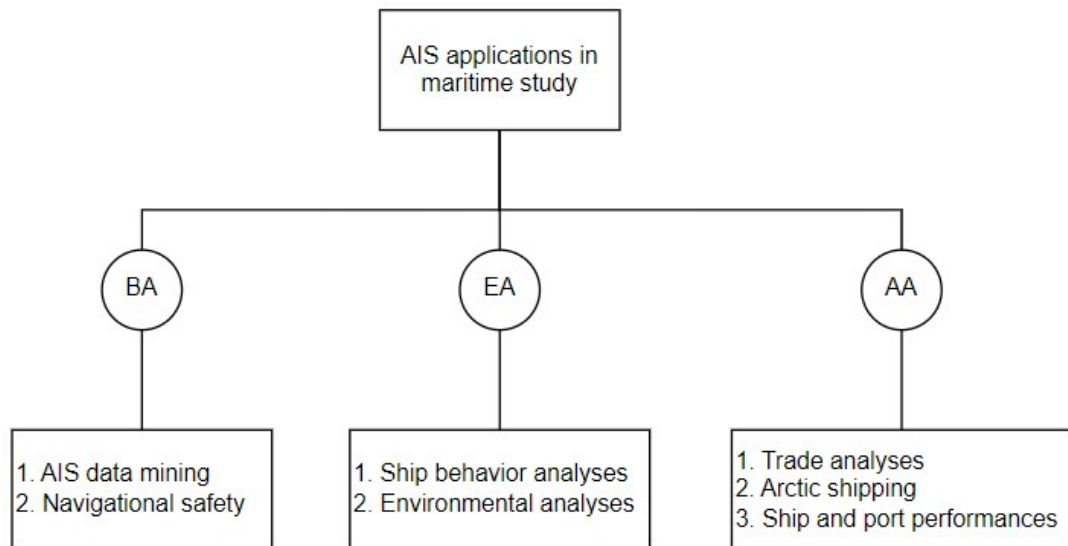 AIS applications in
maritime study
BA
EA
AA
1. AIS data mining
2. Navigational safety
1. Ship behavior analyses
2. Environmental analyses
1. Trade analyses
2. Arctic shipping
3. Ship and port performances